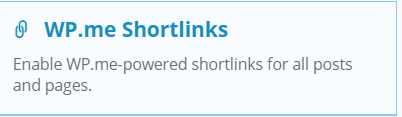 WP.me Shortlinks
Enable WP.me-powered shortlinks for all posts
and pages.